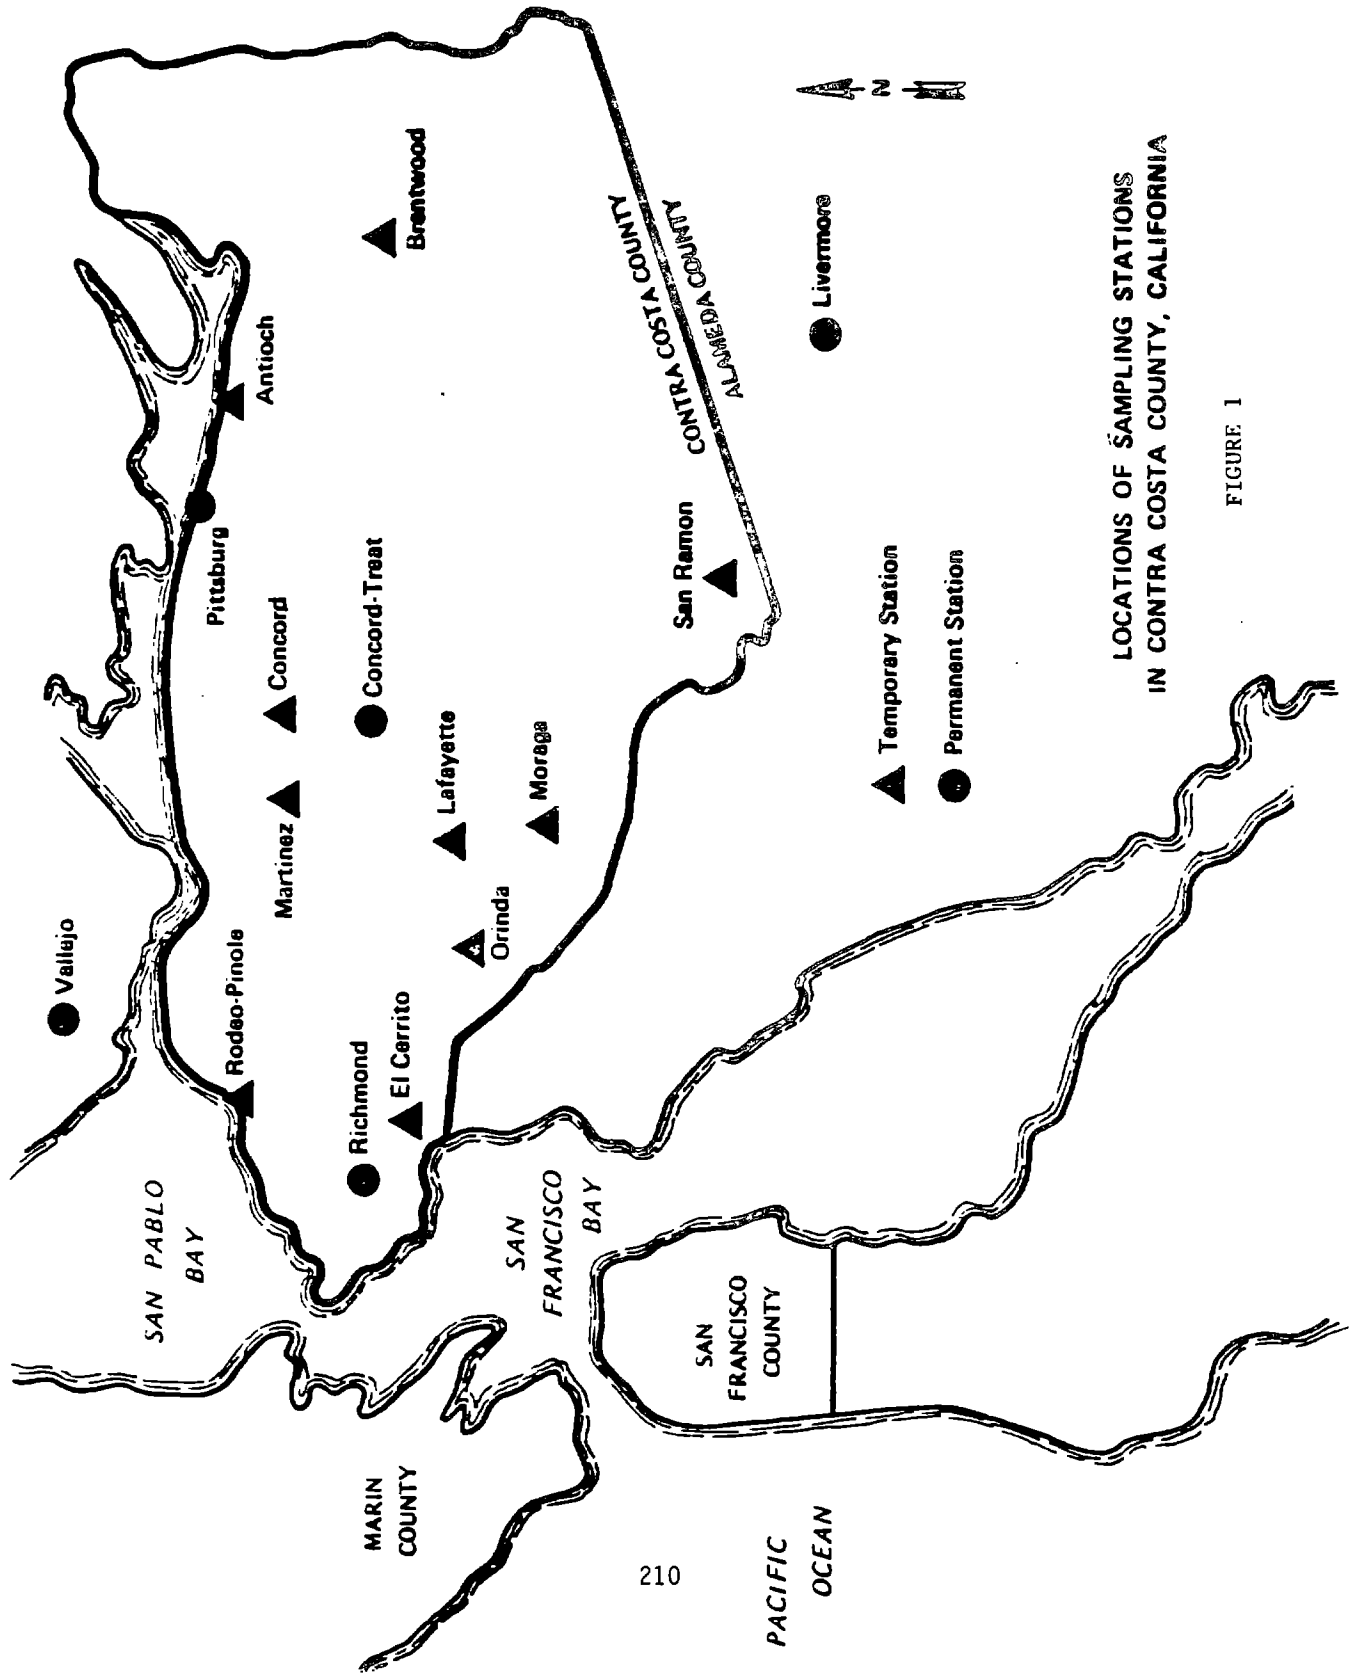 Vallejo
SAN PABLO
BAY
Rodeo-Pinole
Martinez
Concord
Pittsburg
Antioch
Brentwood
Richmond
El Cerrito
Concord-Treat
Orinda
Lafayette
Moraga
San Ramon
CONTRA COSTA COUNTY
ALAMEDA COUNTY
Livermore
N
MARIN
COUNTY
SAN
FRANCISCO
BAY
SAN
FRANCISCO
COUNTY
PACIFIC
OCEAN
Temporary Station
Permanent Station
LOCATIONS OF SAMPLING STATIONS
IN CONTRA COSTA COUNTY, CALIFORNIA
FIGURE 1
210